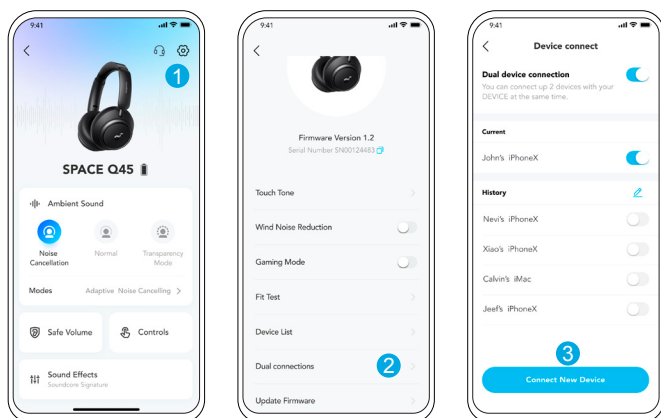 9:41
1
SPACE Q45
Ambient Sound
Noise
Cancellation
Normal
Transparency
Mode
Modes
Adaptive Noise Cancelling
Safe Volume
Controls
Sound Effects
Soundcore Signature
9:41
Firmware Version 1.2
Serial Number SN00124483
Touch Tone
Wind Noise Reduction
Gaming Mode
Fit Test
Device List
Dual connections
2
Update Firmware
9:41
Device connect
Dual device connection
You can connect up 2 devices with your
DEVICE at the same time.
Current
John's iPhoneX
History
Nevi's iPhoneX
Xiao's iPhoneX
Calvin's iMac
Jeef's iPhoneX
3
Connect New Device